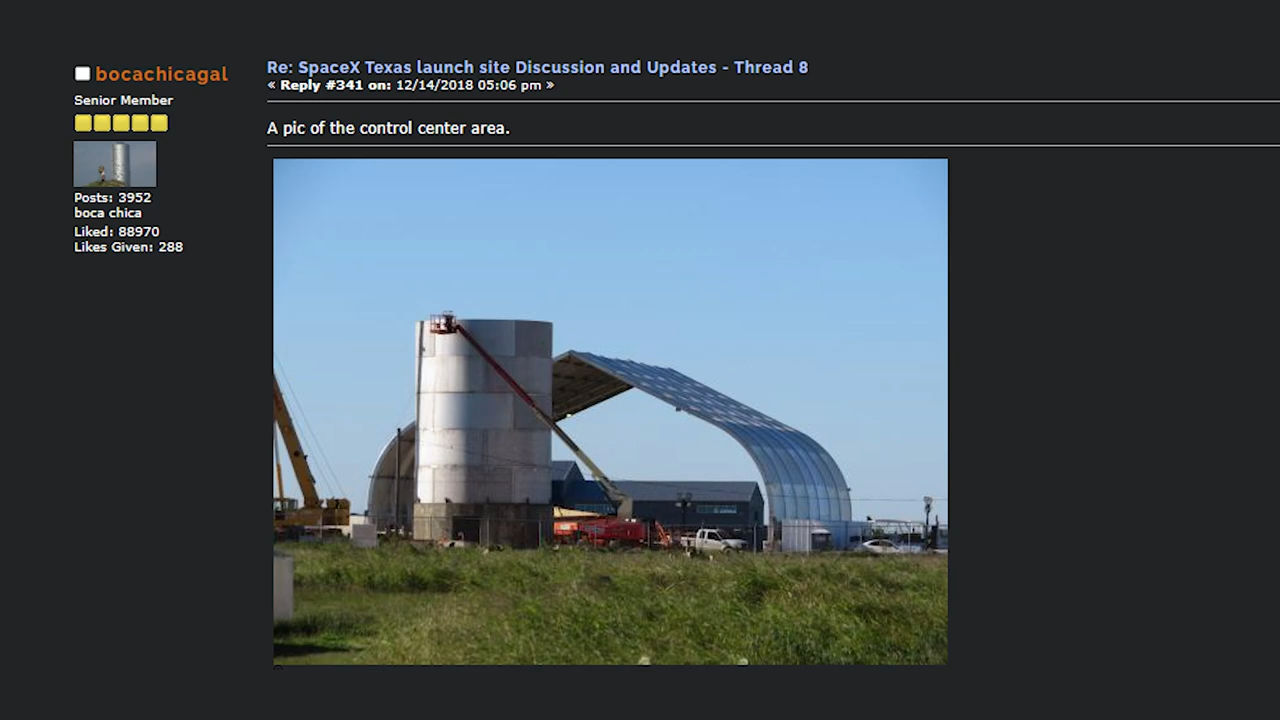 bocachicagal
Senior Member
Posts: 3952
boca chica
Liked: 88970
Likes Given: 288
Re: SpaceX Texas launch site Discussion and Updates - Thread 8
« Reply #341 on: 12/14/2018 05:06 pm »
A pic of the control center area.